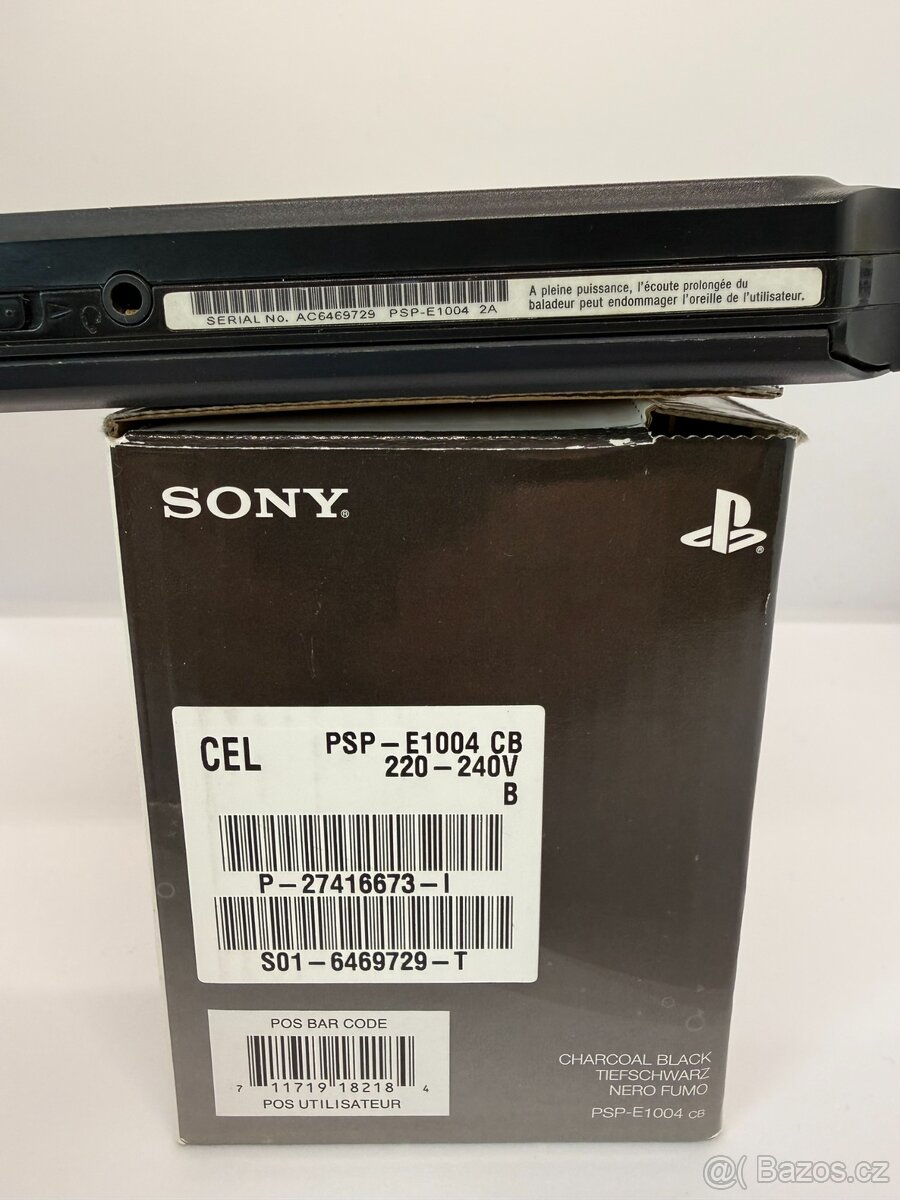 SERIAL No. AC6469729 PSP-E1004 2A
A pleine puissance, l'écoute prolongée du
baladeur peut endommager l'oreille de l'utilisateur.
SONY®
®
CEL
PSP-E1004 CB
220-240V
B
P-27416673-I
S01-6469729-T
POS BAR CODE
7 11719 18218 4
POS UTILISATEUR
CHARCOAL BLACK
TIEFSCHWARZ
NERO FUMO
PSP-E1004 CB
@( Bazos.cz